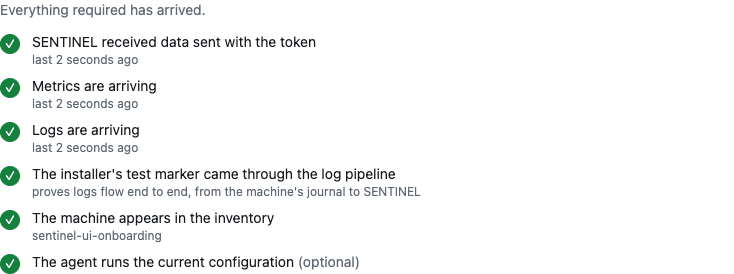 Everything required has arrived.
SENTINEL received data sent with the token
last 2 seconds ago
Metrics are arriving
last 2 seconds ago
Logs are arriving
last 2 seconds ago
The installer's test marker came through the log pipeline
proves logs flow end to end, from the machine's journal to SENTINEL
The machine appears in the inventory
sentinel-ui-onboarding
The agent runs the current configuration (optional)